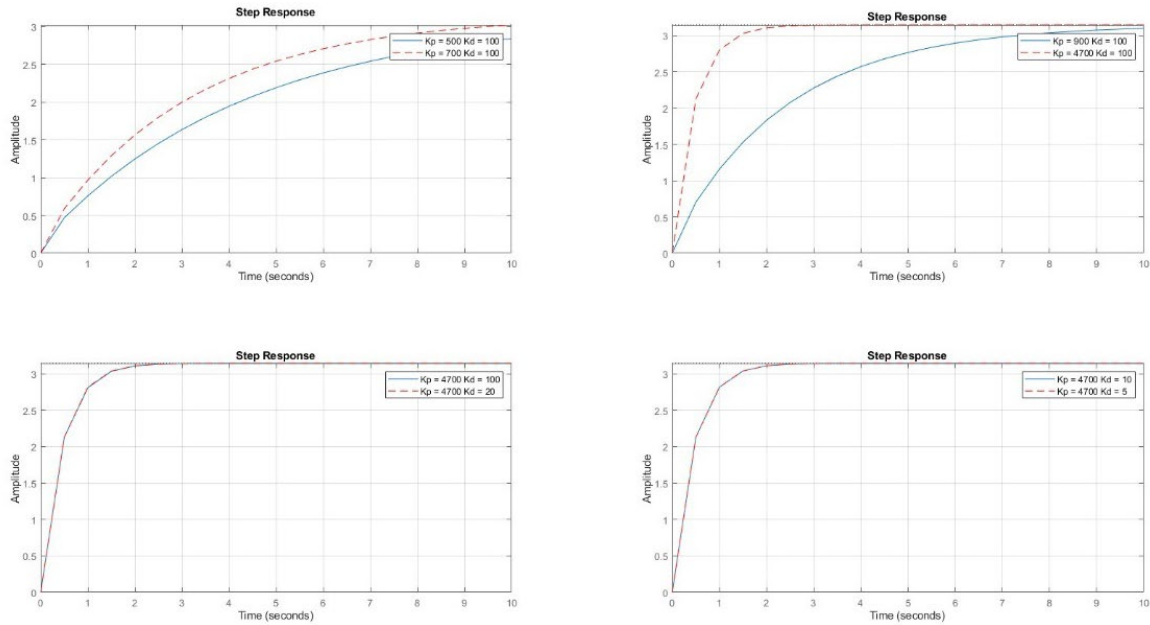 Step Response
3
2.5
2
1.5
1
0.5
0
Amplitude
Kp = 500 Kd = 100
Kp = 700 Kd = 100
0 1 2 3 4 5 6 7 8 9 10
Time (seconds)
Step Response
3
2.5
2
1.5
1
0.5
0
Amplitude
Kp = 900 Kd = 100
Kp = 4700 Kd = 100
0 1 2 3 4 5 6 7 8 9 10
Time (seconds)
Step Response
3
2.5
2
1.5
1
0.5
0
Amplitude
Kp = 4700 Kd = 100
Kp = 4700 Kd = 20
0 1 2 3 4 5 6 7 8 9 10
Time (seconds)
Step Response
3
2.5
2
1.5
1
0.5
0
Amplitude
Kp = 4700 Kd = 10
Kp = 4700 Kd = 5
0 1 2 3 4 5 6 7 8 9 10
Time (seconds)